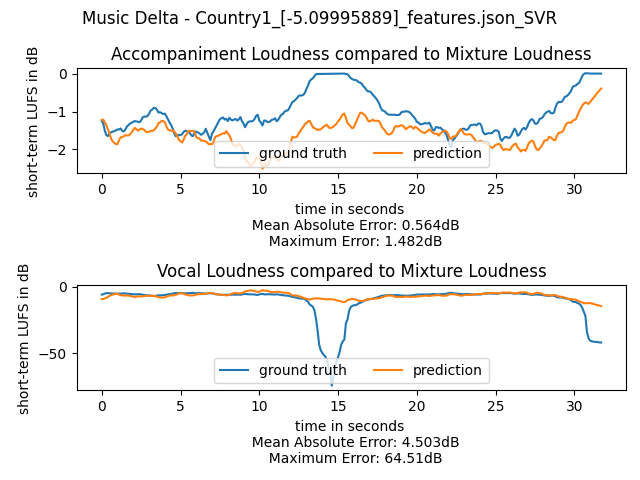 Music Delta - Country1_[-5.09995889]_features.json_SVR
Accompaniment Loudness compared to Mixture Loudness
short-term LUFS in dB
0
−1
−2
ground truth
prediction
0 5 10 15 20 25 30
time in seconds
Mean Absolute Error: 0.564dB
Maximum Error: 1.482dB
Vocal Loudness compared to Mixture Loudness
short-term LUFS in dB
0
−50
ground truth
prediction
0 5 10 15 20 25 30
time in seconds
Mean Absolute Error: 4.503dB
Maximum Error: 64.51dB